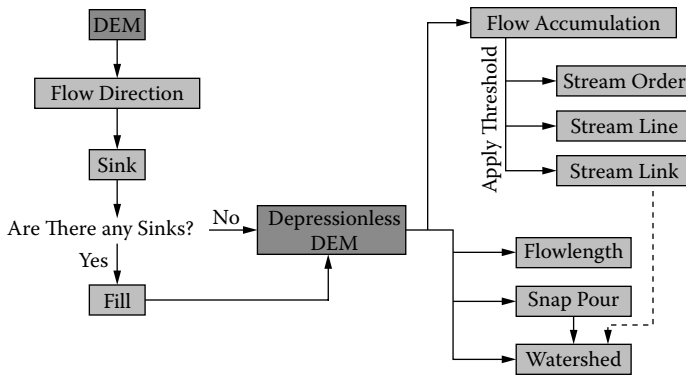 DEM
Flow Direction
Sink
Are There any Sinks?
No
Yes
Fill
Depressionless
DEM
Flow Accumulation
Apply Threshold
Stream Order
Stream Line
Stream Link
Flowlength
Snap Pour
Watershed